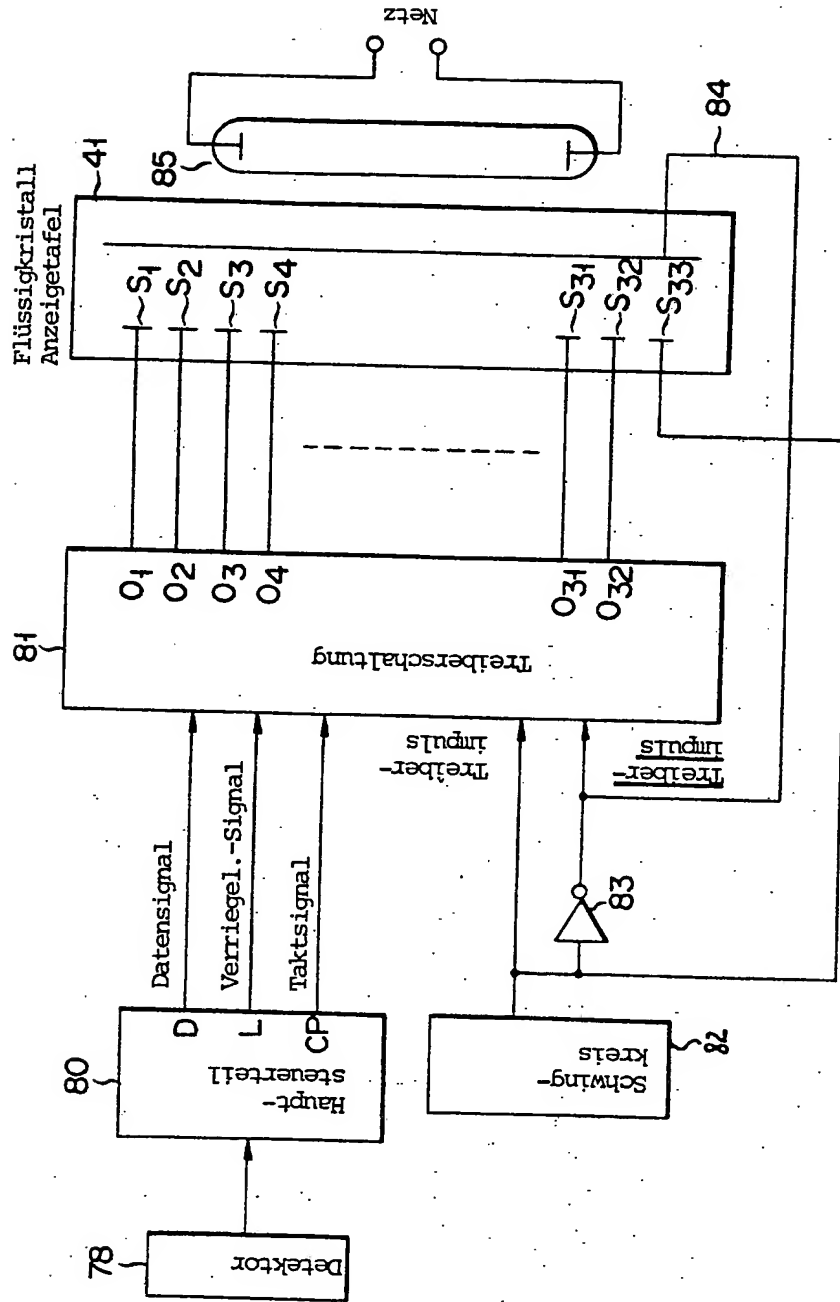 Flüssigkristall
Anzeigetafel
41
85
Netz
S1
S2
S3
S4
S31
S32
S33
84
81
O1
O2
O3
O4
O31
O32
Treiberschaltung
Datensignal
Verriegel.-Signal
Taktsignal
Treiber-
impuls
Treiber-
impuls
83
80
D
L
CP
Haupt-
steuerteil
82
Schwing-
kreis
78
Detektor